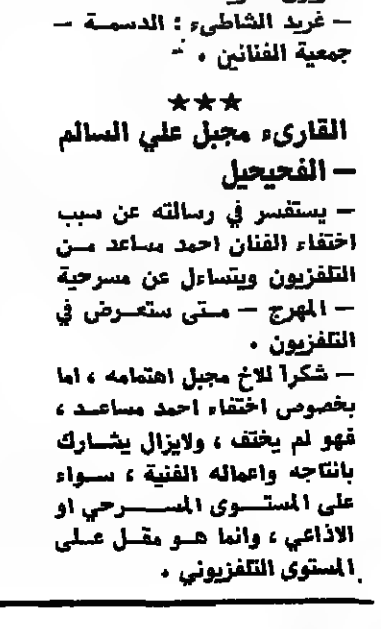 — غريد الشاطىء : الدسمة —
جمعية الفنانين .
★★★
القارىء مجبل علي السالم
— الفحيحيل
— يستفسر في رسالته عن سبب
اختفاء الفنان احمد مساعد من
التلفزيون ويتساءل عن مسرحية
— المهرج — متى ستعرض في
التلفزيون .
— شكرا للاخ مجبل اهتمامه ، اما
بخصوص اختفاء احمد مساعد ،
فهو لم يختف ، ولايزال يشارك
بانتاجه واعماله الفنية ، سواء
على المستوى المسرحي او
الاذاعي ، وانما هو مقل على
المستوى التلفزيوني .